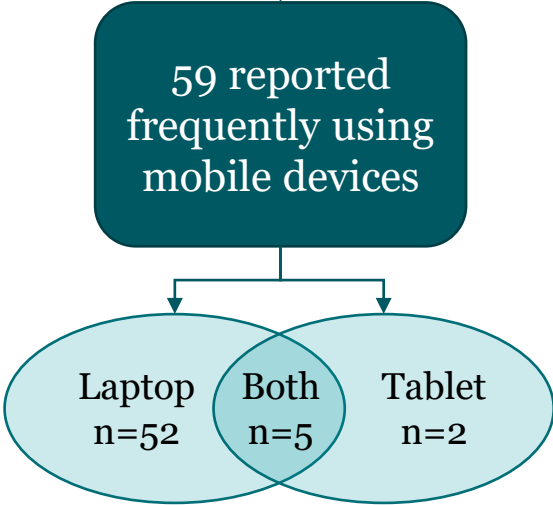 59 reported
frequently using
mobile devices
Laptop
n=52
Both
n=5
Tablet
n=2